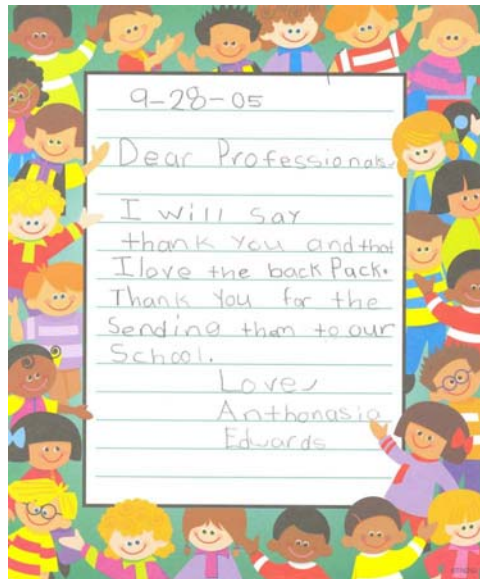 9-28-05
Dear Professionals,
I will say
thank you and that
I love the back Pack.
Thank you for the
Sending them to our
School.
Love,
Anthonasia
Edwards